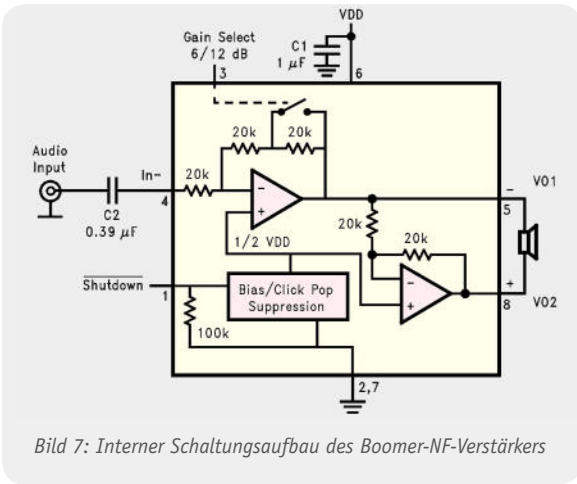 VDD
Gain Select
6/12 dB
C1
1 µF
3
6
20k
20k
Audio
Input
In-
20k
4
C2
0.39 µF
-
+
1/2 VDD
-
VO1
5
20k
20k
Shutdown
1
Bias/Click Pop
Suppression
-
+
+
8
VO2
100k
2,7
Bild 7: Interner Schaltungsaufbau des Boomer-NF-Verstärkers